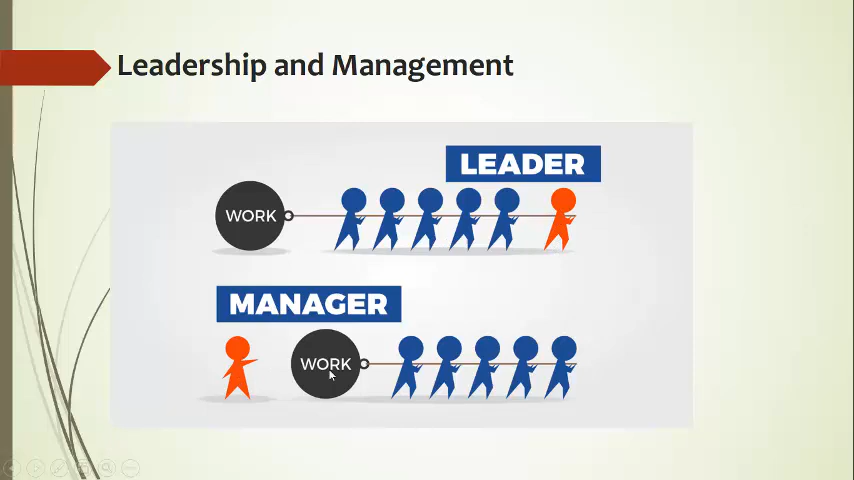 Leadership and Management
LEADER
WORK
MANAGER
WORK